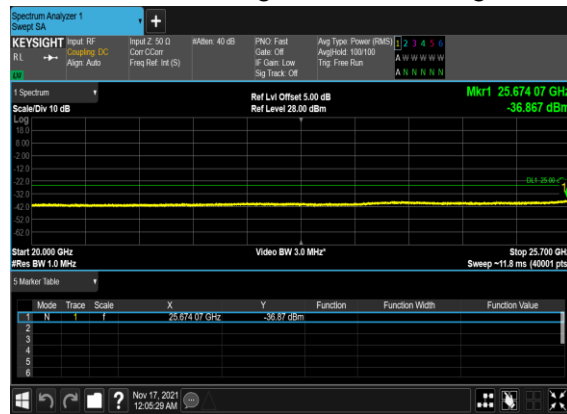 Spectrum Analyzer 1
Swept SA
KEYSIGHT
RL
Input: RF
Coupling: DC
Align: Auto
Input Z: 50 Ω
Corr CCorr
Freq Ref: Int (S)
#Atten: 40 dB
PNO: Fast
Gate: Off
IF Gain: Low
Sig Track: Off
Avg Type: Power (RMS)
Avg|Hold: 100/100
Trig: Free Run
1 2 3 4 5 6
A W W W W W
A N N N N N
1 Spectrum
Scale/Div 10 dB
Ref Lvl Offset 5.00 dB
Ref Level 28.00 dBm
Mkr1 25.674 07 GHz
-36.867 dBm
Log
18.0
8.00
-2.00
-12.0
-22.0
-32.0
-42.0
-52.0
-62.0
DL1 -25.00
1
Start 20.000 GHz
#Res BW 1.0 MHz
Video BW 3.0 MHz*
Stop 25.700 GH
Sweep ~11.8 ms (40001 pts
5 Marker Table
Mode Trace Scale X Y Function Function Width Function Value
1 N 1 f 25.674 07 GHz -36.87 dBm
2
3
4
5
6
?
Nov 17, 2021
12:05:29 AM